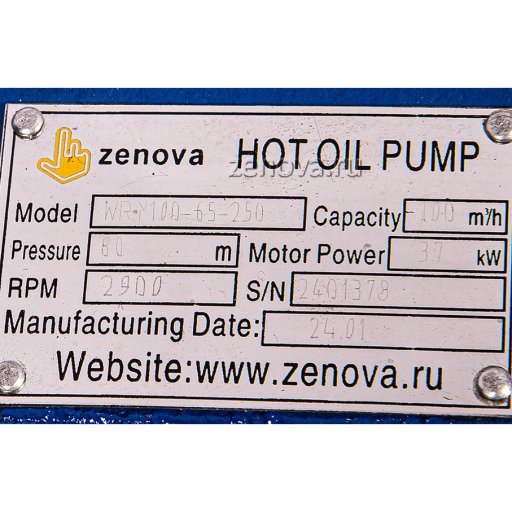 zenova HOT OIL PUMP
zenova.ru
Model WRY100-65-250 Capacity 100 m³/h
Pressure 80 m Motor Power 37 kW
RPM 2900 S/N 2401378
Manufacturing Date: 24.01
Website:www.zenova.ru